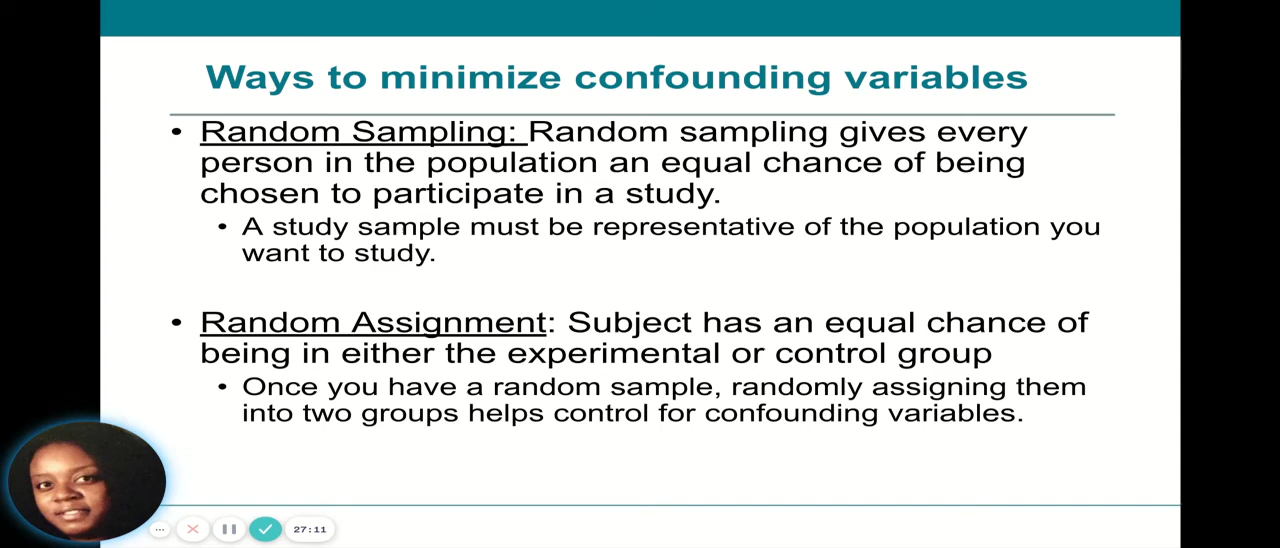 Ways to minimize confounding variables
• Random Sampling: Random sampling gives every
person in the population an equal chance of being
chosen to participate in a study.
• A study sample must be representative of the population you
want to study.
• Random Assignment: Subject has an equal chance of
being in either the experimental or control group
• Once you have a random sample, randomly assigning them
into two groups helps control for confounding variables.
27:11